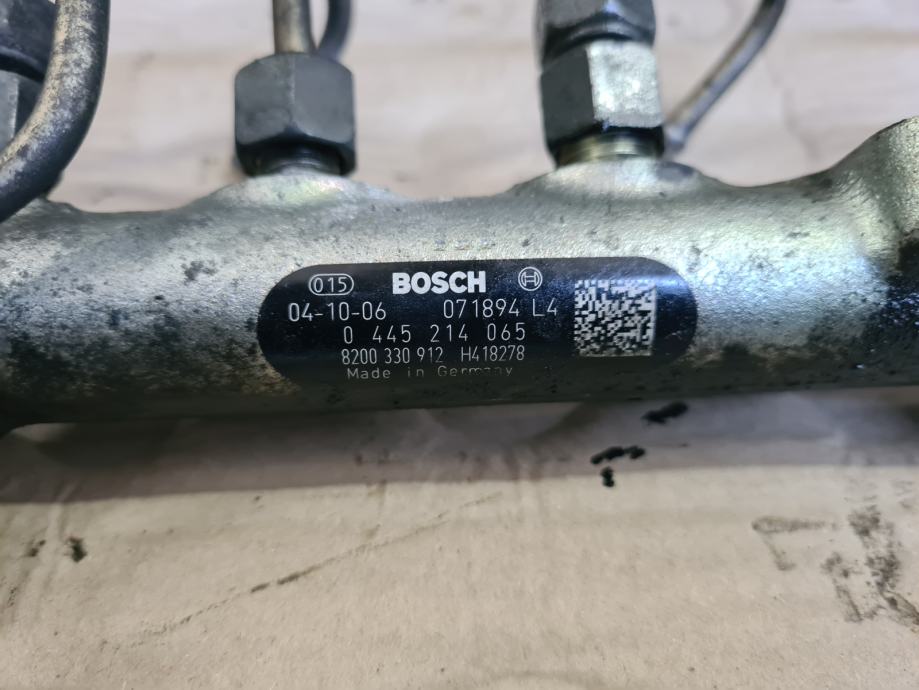 015 BOSCH
04-10-06 071894 L4
0 445 214 065
8200 330 912 H418278
Made in Germany